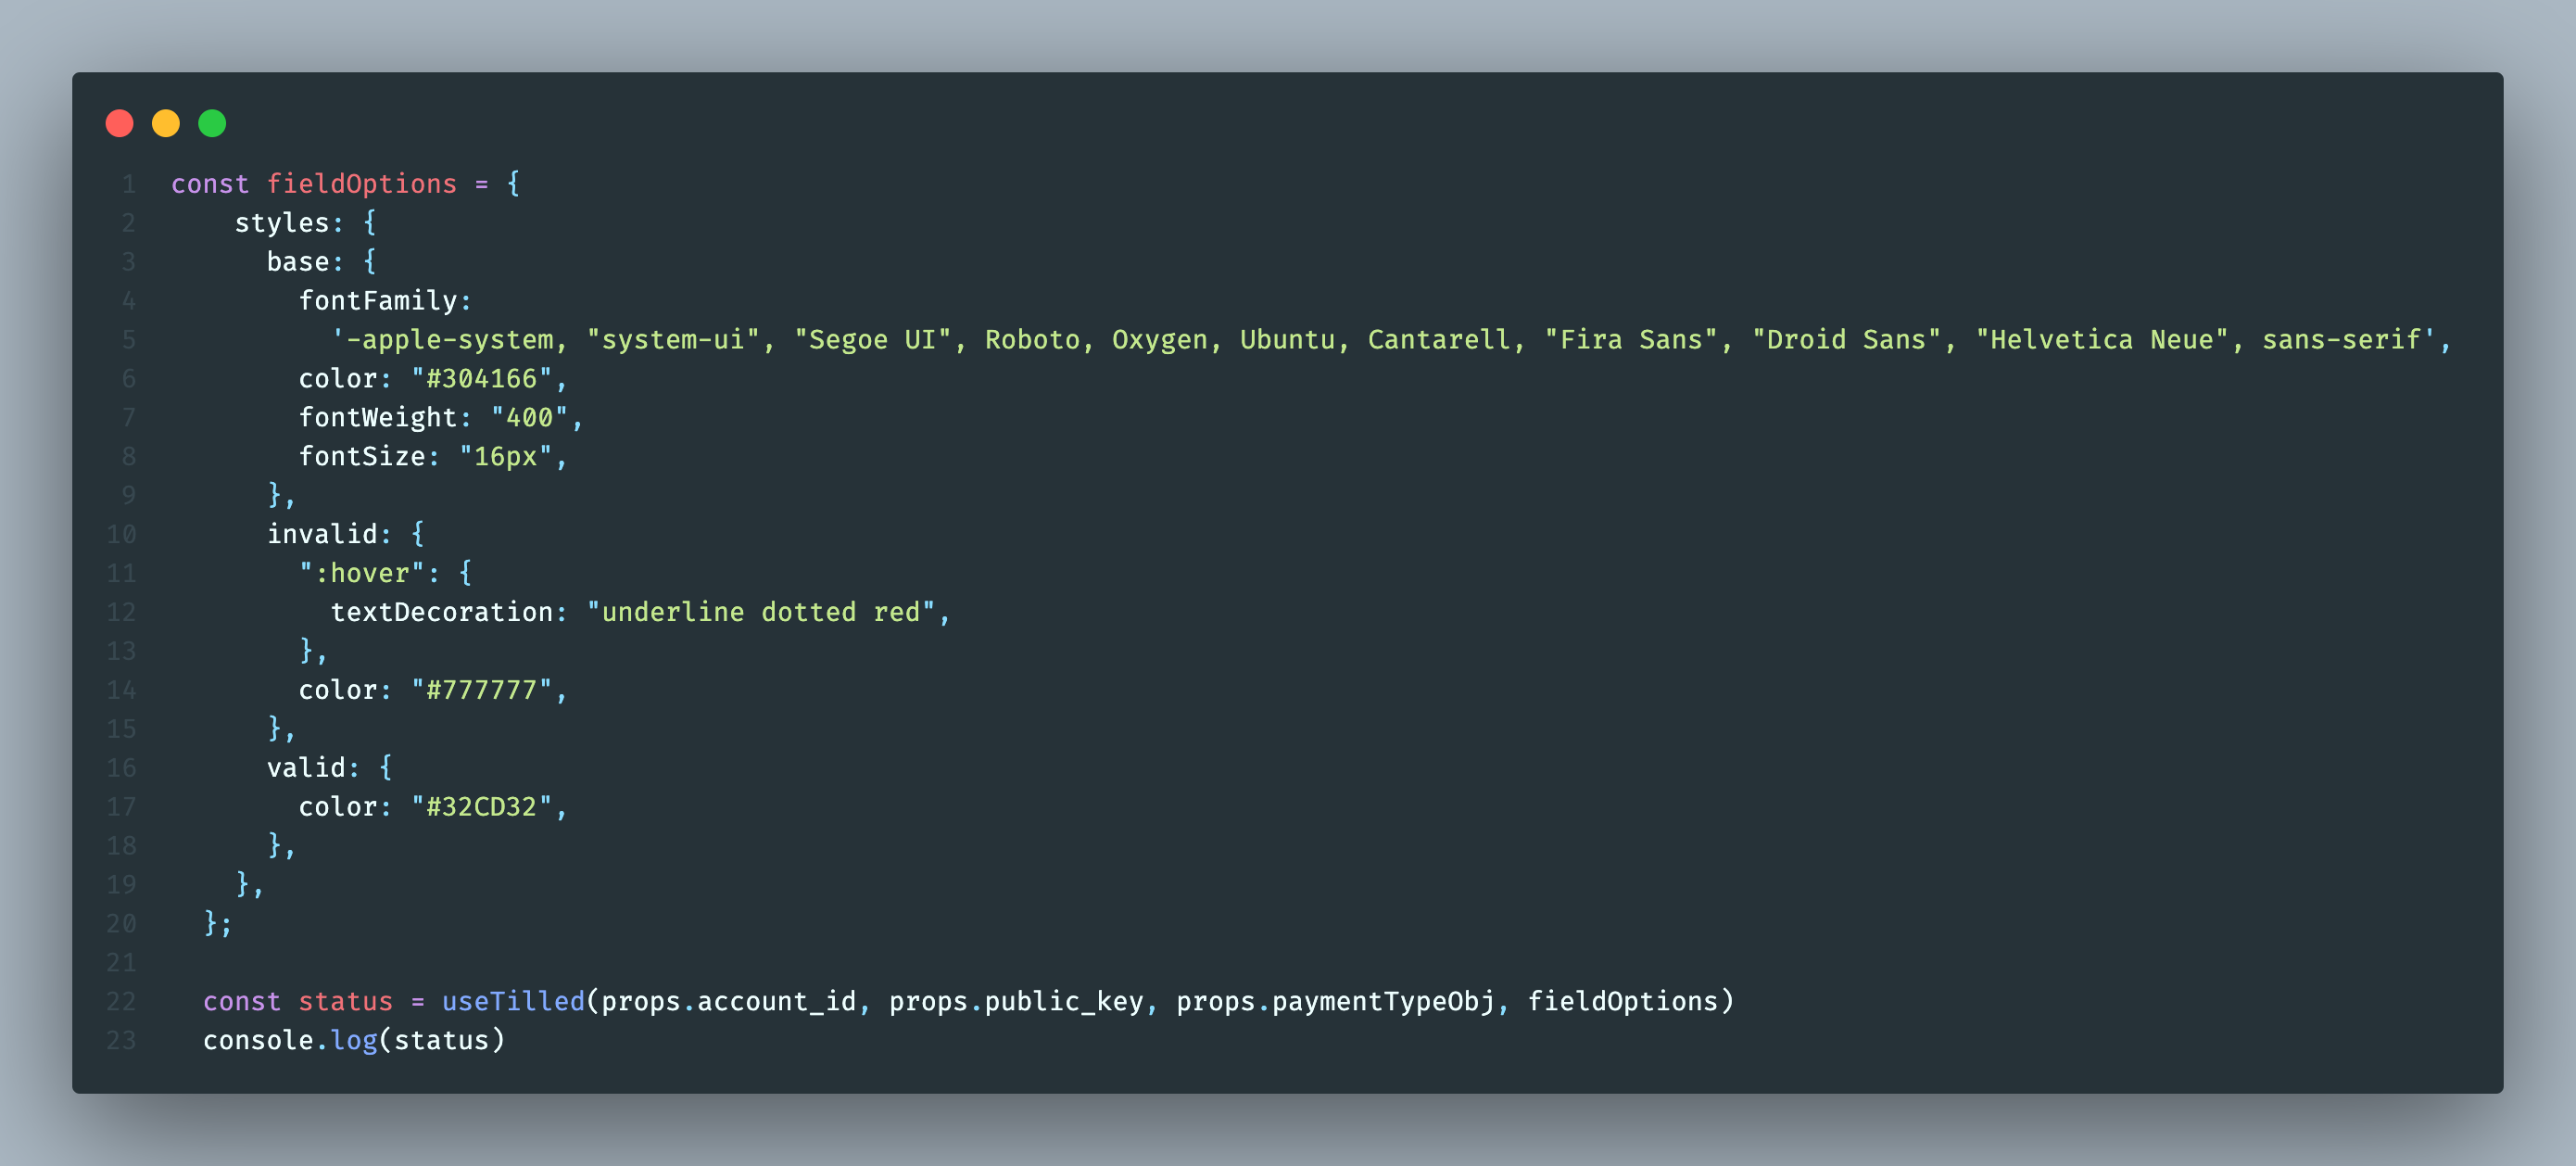 1 const fieldOptions = {
2 styles: {
3 base: {
4 fontFamily:
5 '-apple-system, "system-ui", "Segoe UI", Roboto, Oxygen, Ubuntu, Cantarell, "Fira Sans", "Droid Sans", "Helvetica Neue", sans-serif',
6 color: "#304166",
7 fontWeight: "400",
8 fontSize: "16px",
9 },
10 invalid: {
11 ":hover": {
12 textDecoration: "underline dotted red",
13 },
14 color: "#777777",
15 },
16 valid: {
17 color: "#32CD32",
18 },
19 },
20 };
21
22 const status = useTilled(props.account_id, props.public_key, props.paymentTypeObj, fieldOptions)
23 console.log(status)